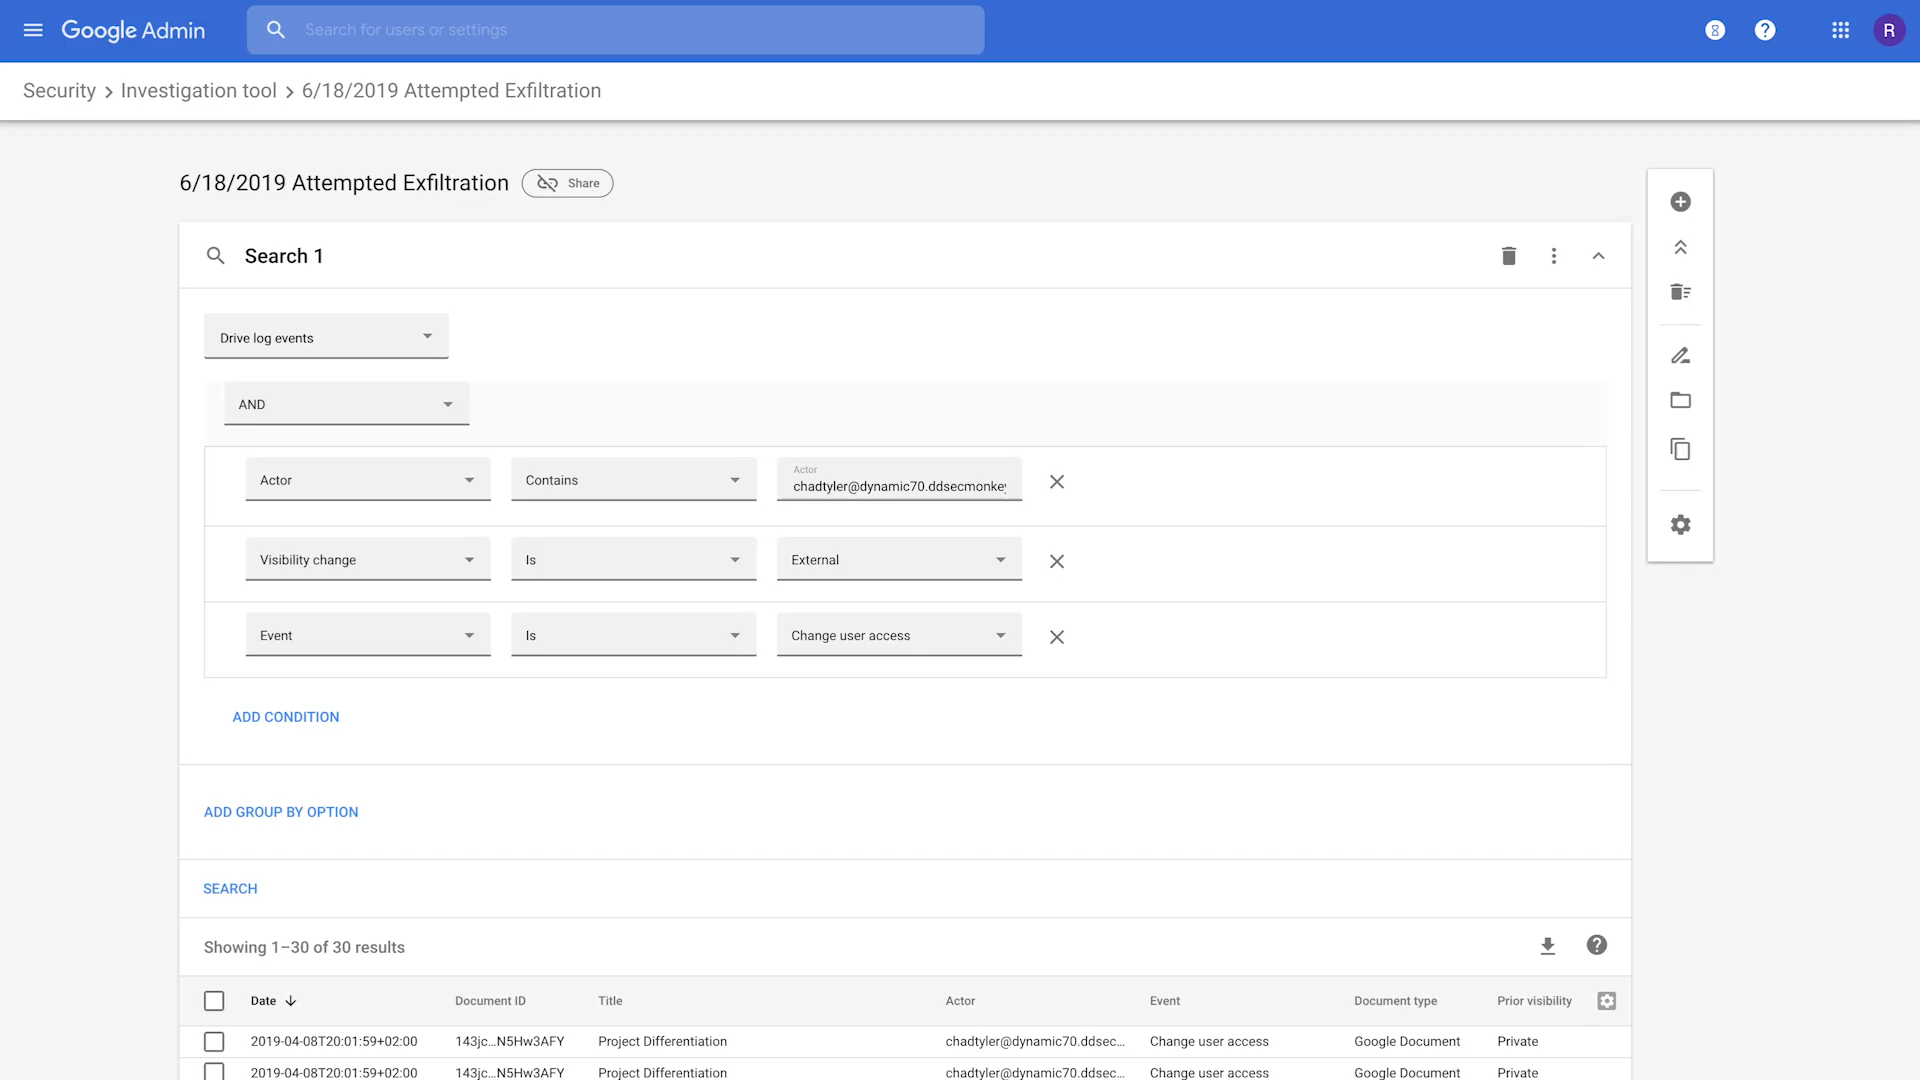 Google Admin
Search for users or settings
R
Security > Investigation tool > 6/18/2019 Attempted Exfiltration
6/18/2019 Attempted Exfiltration
Share
Search 1
Drive log events
AND
Actor
Contains
Actor
chadtyler@dynamic70.ddsecmonke
Visibility change
Is
External
Event
Is
Change user access
ADD CONDITION
ADD GROUP BY OPTION
SEARCH
Showing 1–30 of 30 results
Date Document ID Title Actor Event Document type Prior visibility
2019-04-08T20:01:59+02:00 143jc...N5Hw3AFY Project Differentiation chadtyler@dynamic70.ddsec... Change user access Google Document Private
2019-04-08T20:01:59+02:00 143jc...N5Hw3AFY Project Differentiation chadtyler@dynamic70.ddsec... Change user access Google Document Private